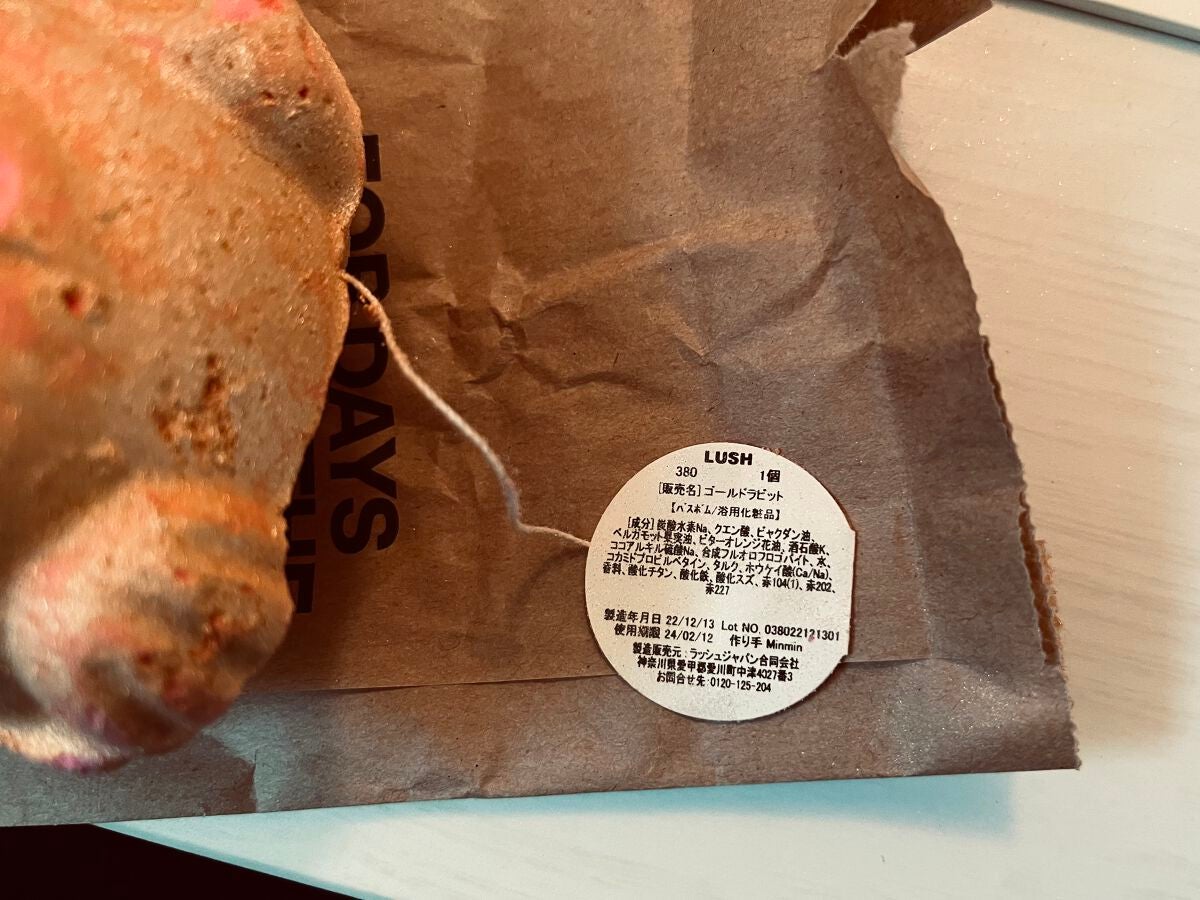 FOR DAYS
LUSH
380 1個
[販売名]ゴールドラビット
【バスボム/浴用化粧品】
[成分]炭酸水素Na、クエン酸、ビャクダン油、
ベルガモット果実油、ビターオレンジ花油、酒石酸K、
ココアルキル硫酸Na、合成フルオロフロゴパイト、水、
コカミドプロピルベタイン、タルク、ホウケイ酸(Ca/Na)、
香料、酸化チタン、酸化鉄、酸化スズ、赤104(1)、赤202、
赤227
製造年月日 22/12/13 Lot NO. 038022121301
使用期限 24/02/12 作り手 Minmin
製造販売元:ラッシュジャパン合同会社
神奈川県愛甲郡愛川町中津4027番3
お問合せ先:0120-125-204